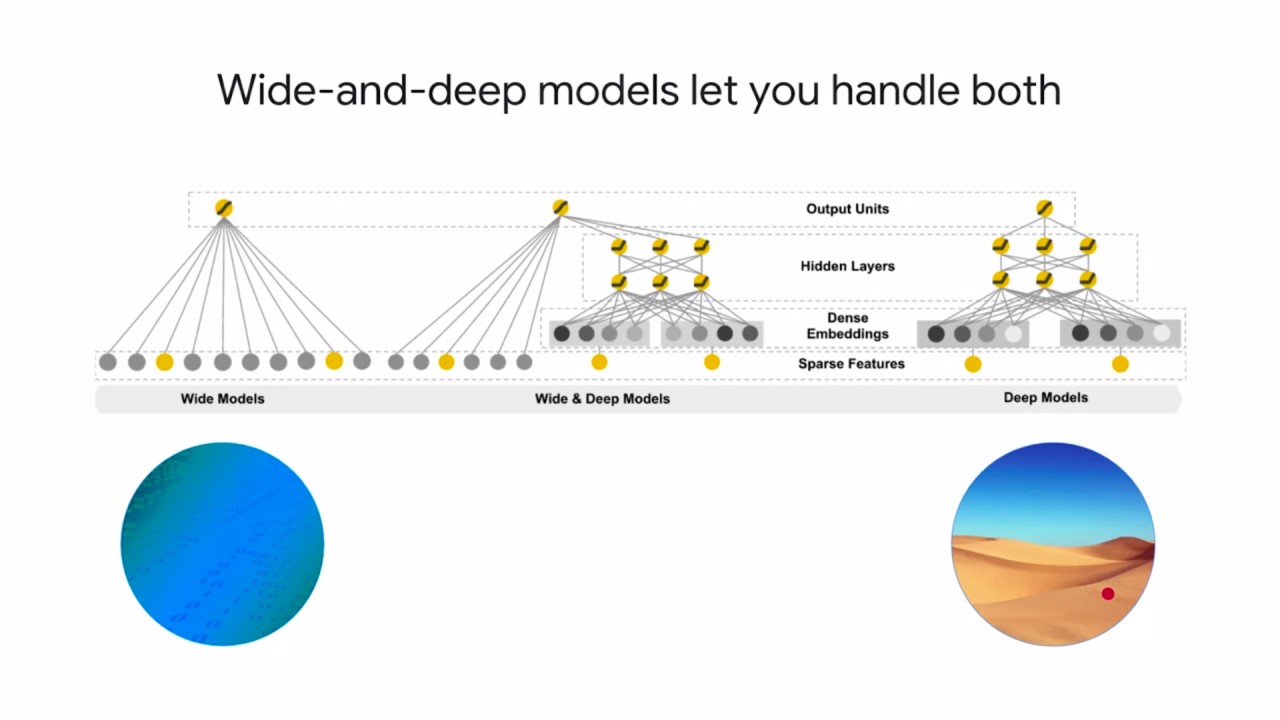 Wide-and-deep models let you handle both
Output Units
Hidden Layers
Dense
Embeddings
Sparse Features
Wide Models
Wide & Deep Models
Deep Models